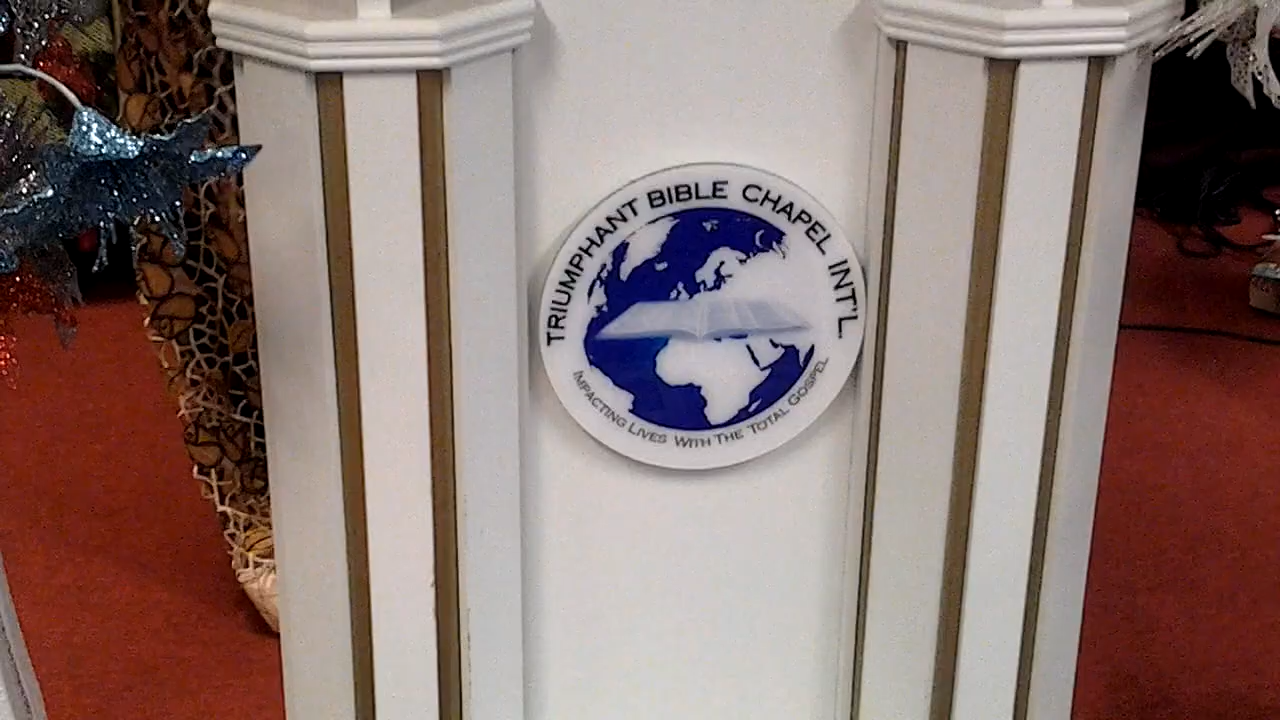 TRIUMPHANT BIBLE CHAPEL INT'L
IMPACTING LIVES WITH THE TOTAL GOSPEL